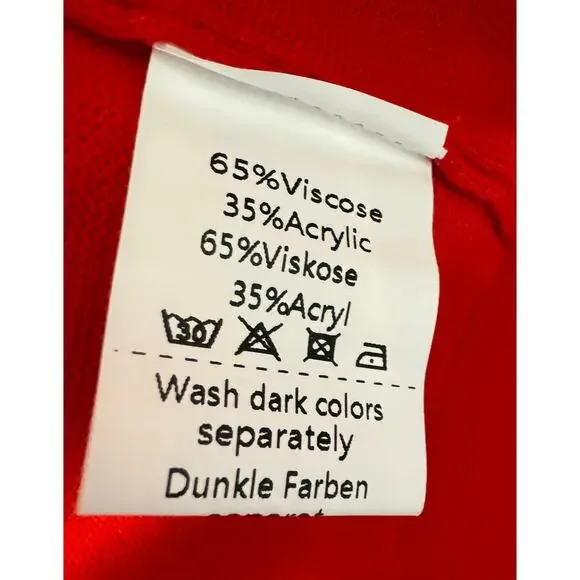 65%Viscose
35%Acrylic
65%Viskose
35%Acryl
30
Wash dark colors
separately
Dunkle Farben